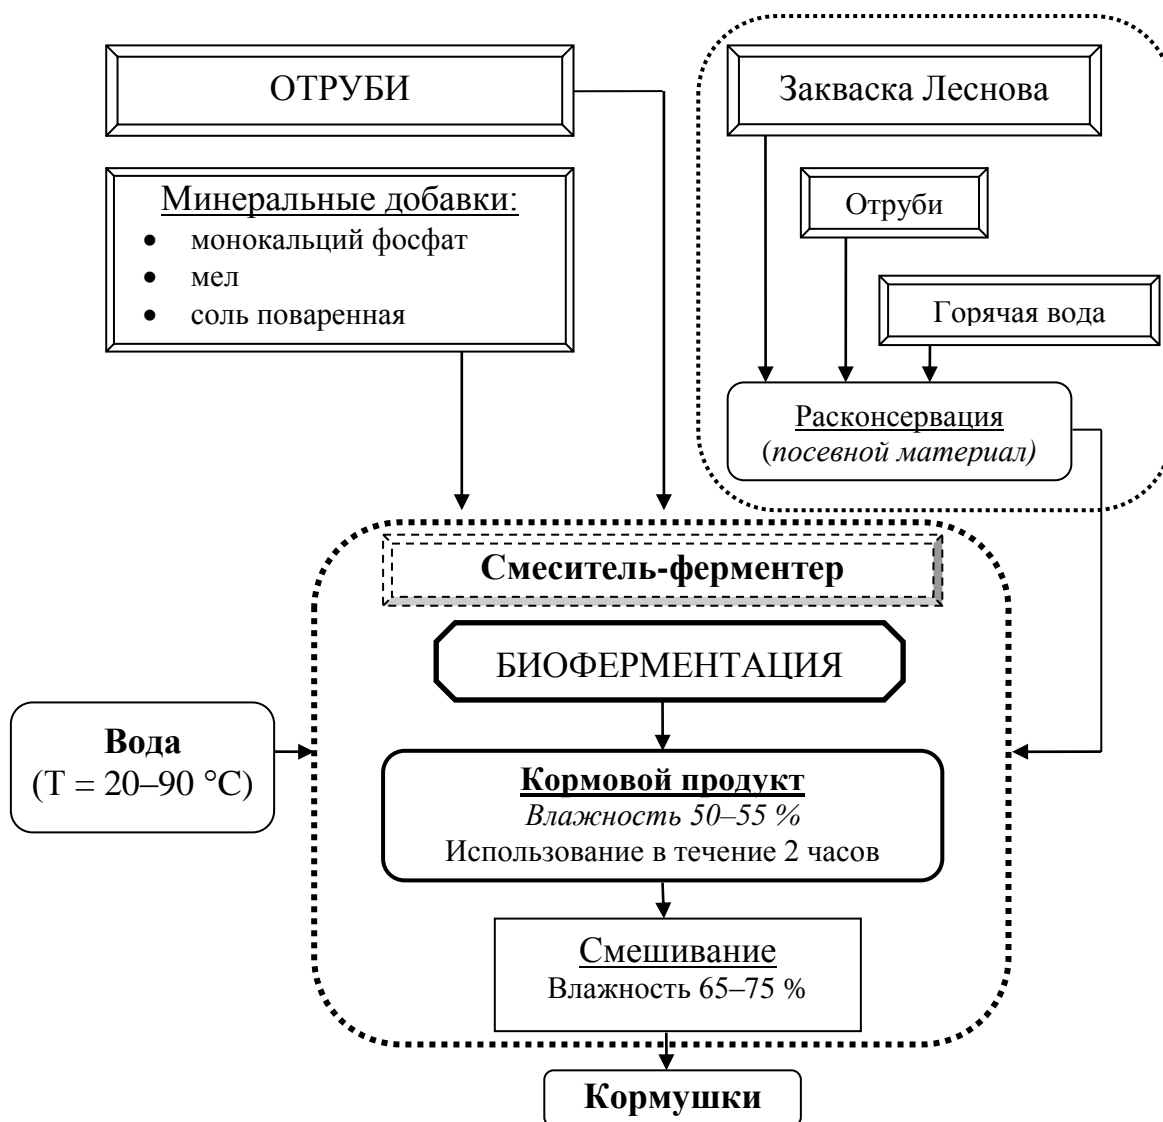 ОТРУБИ
Закваска Леснова
Минеральные добавки:
• монокальций фосфат
• мел
• соль поваренная
Отруби
Горячая вода
Расконсервация
(посевной материал)
Смеситель-ферментер
БИОФЕРМЕНТАЦИЯ
Вода
(Т = 20–90 °С)
Кормовой продукт
Влажность 50–55 %
Использование в течение 2 часов
Смешивание
Влажность 65–75 %
Кормушки